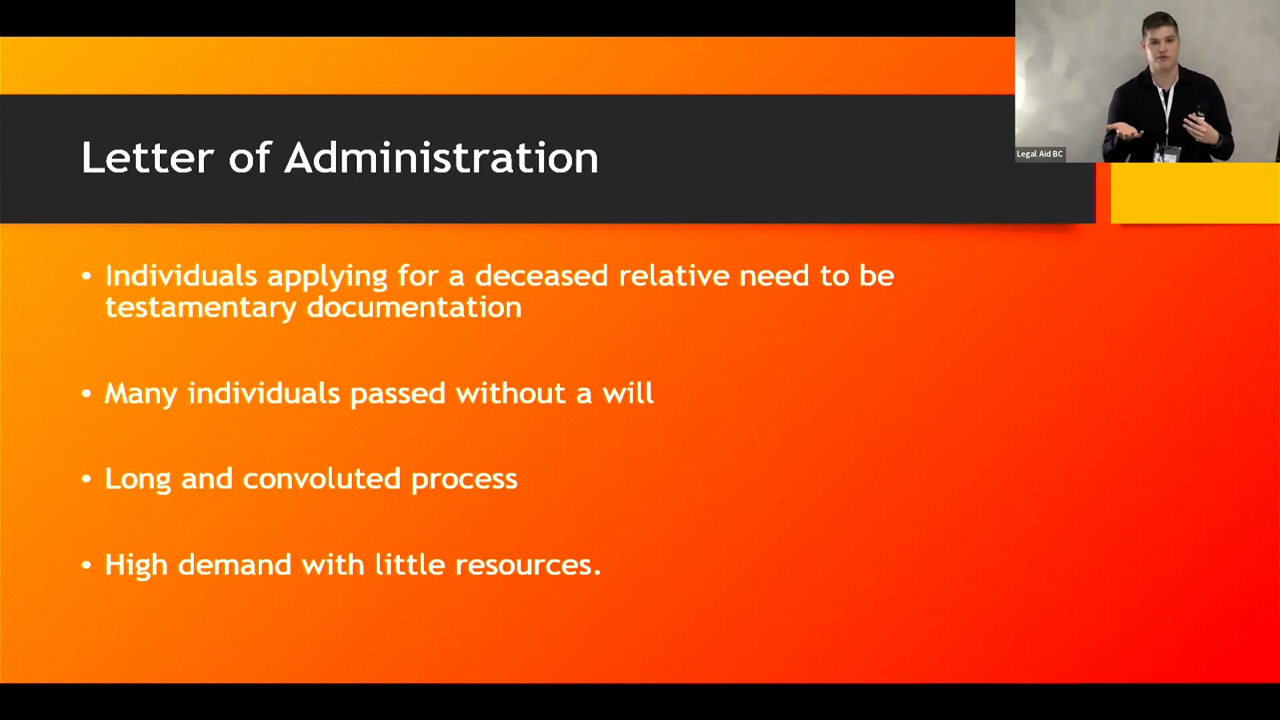 Letter of Administration
Legal Aid BC
• Individuals applying for a deceased relative need to be
testamentary documentation
• Many individuals passed without a will
• Long and convoluted process
• High demand with little resources.